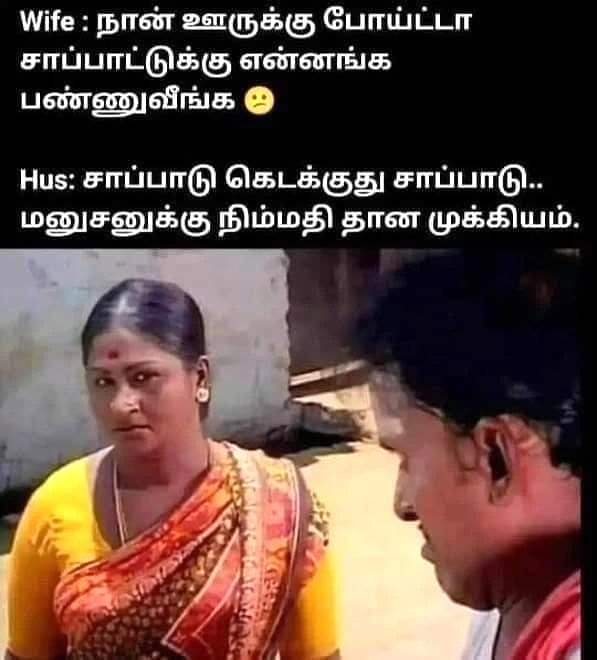 Wife : நான் ஊருக்கு போய்ட்டா
சாப்பாட்டுக்கு என்னங்க
பண்ணுவீங்க 😕
Hus: சாப்பாடு கெடக்குது சாப்பாடு..
மனுசனுக்கு நிம்மதி தான முக்கியம்.